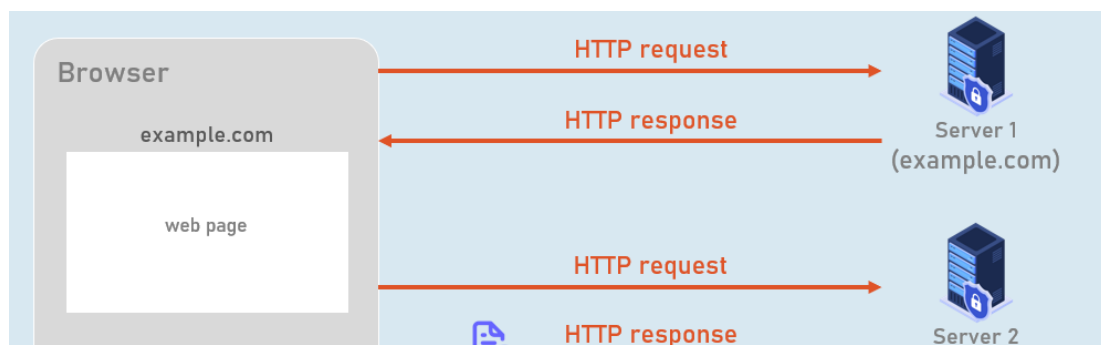 Browser
example.com
web page
HTTP request
HTTP response
Server 1
(example.com)
HTTP request
HTTP response
Server 2